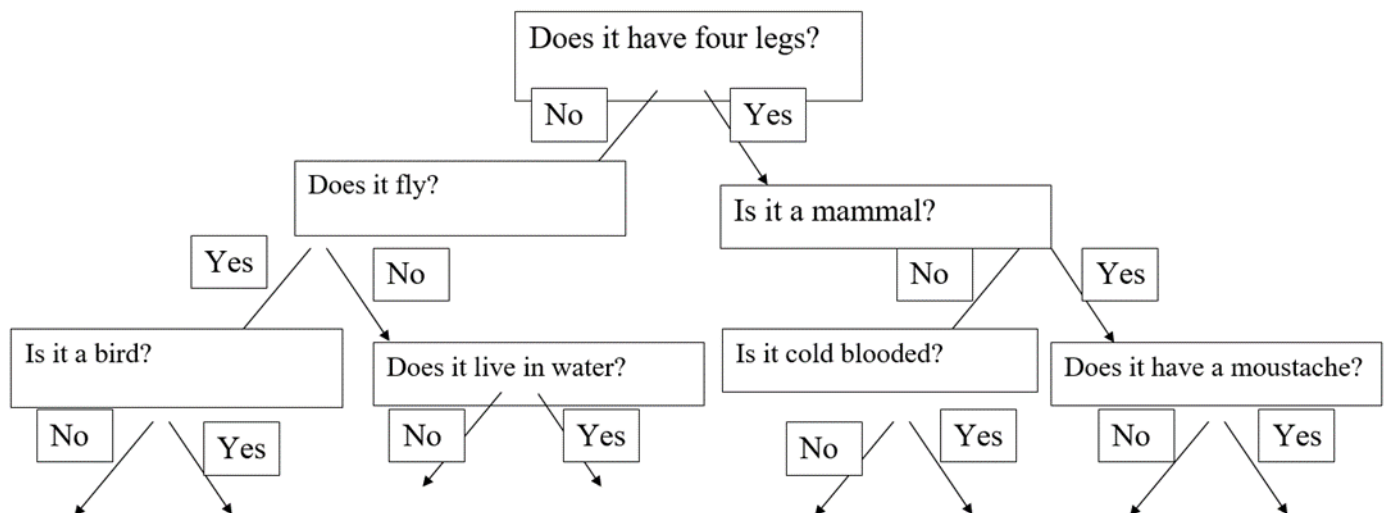 Does it have four legs?
No
Yes
Does it fly?
Is it a mammal?
Yes
No
No
Yes
Is it a bird?
Does it live in water?
Is it cold blooded?
Does it have a moustache?
No
Yes
No
Yes
No
Yes
No
Yes